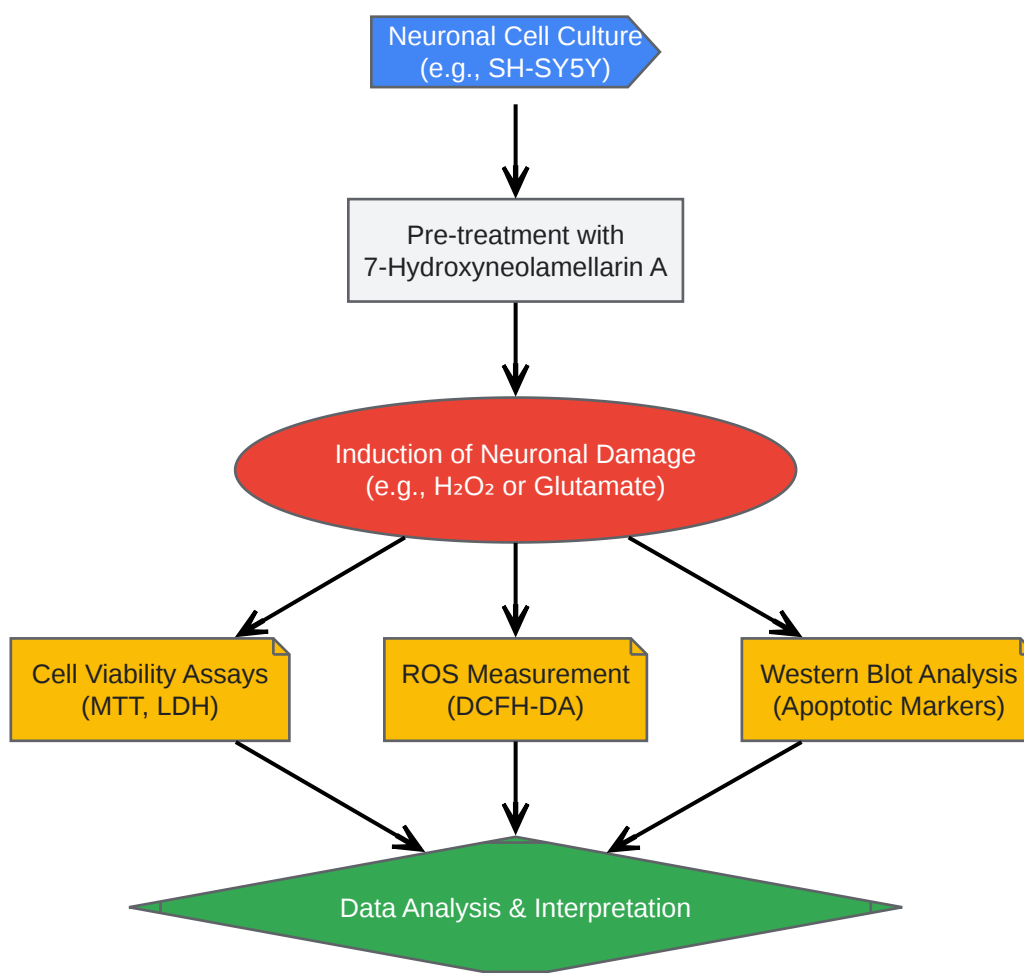 Neuronal Cell Culture
(e.g., SH-SY5Y)
Pre-treatment with
7-Hydroxyneolamellarin A
Induction of Neuronal Damage
(e.g., H₂O₂ or Glutamate)
Cell Viability Assays
(MTT, LDH)
ROS Measurement
(DCFH-DA)
Western Blot Analysis
(Apoptotic Markers)
Data Analysis & Interpretation